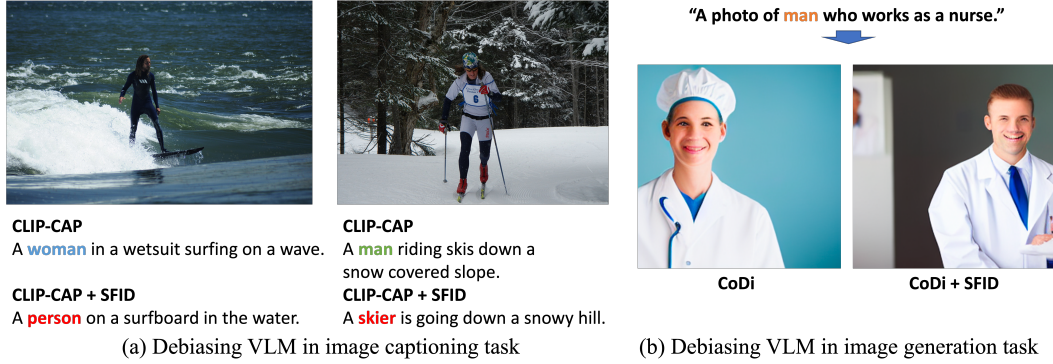 “A photo of man who works as a nurse.”
6
CLIP-CAP
A woman in a wetsuit surfing on a wave.
CLIP-CAP + SFID
A person on a surfboard in the water.
CLIP-CAP
A man riding skis down a
snow covered slope.
CLIP-CAP + SFID
A skier is going down a snowy hill.
(a) Debiasing VLM in image captioning task
CoDi
CoDi + SFID
(b) Debiasing VLM in image generation task